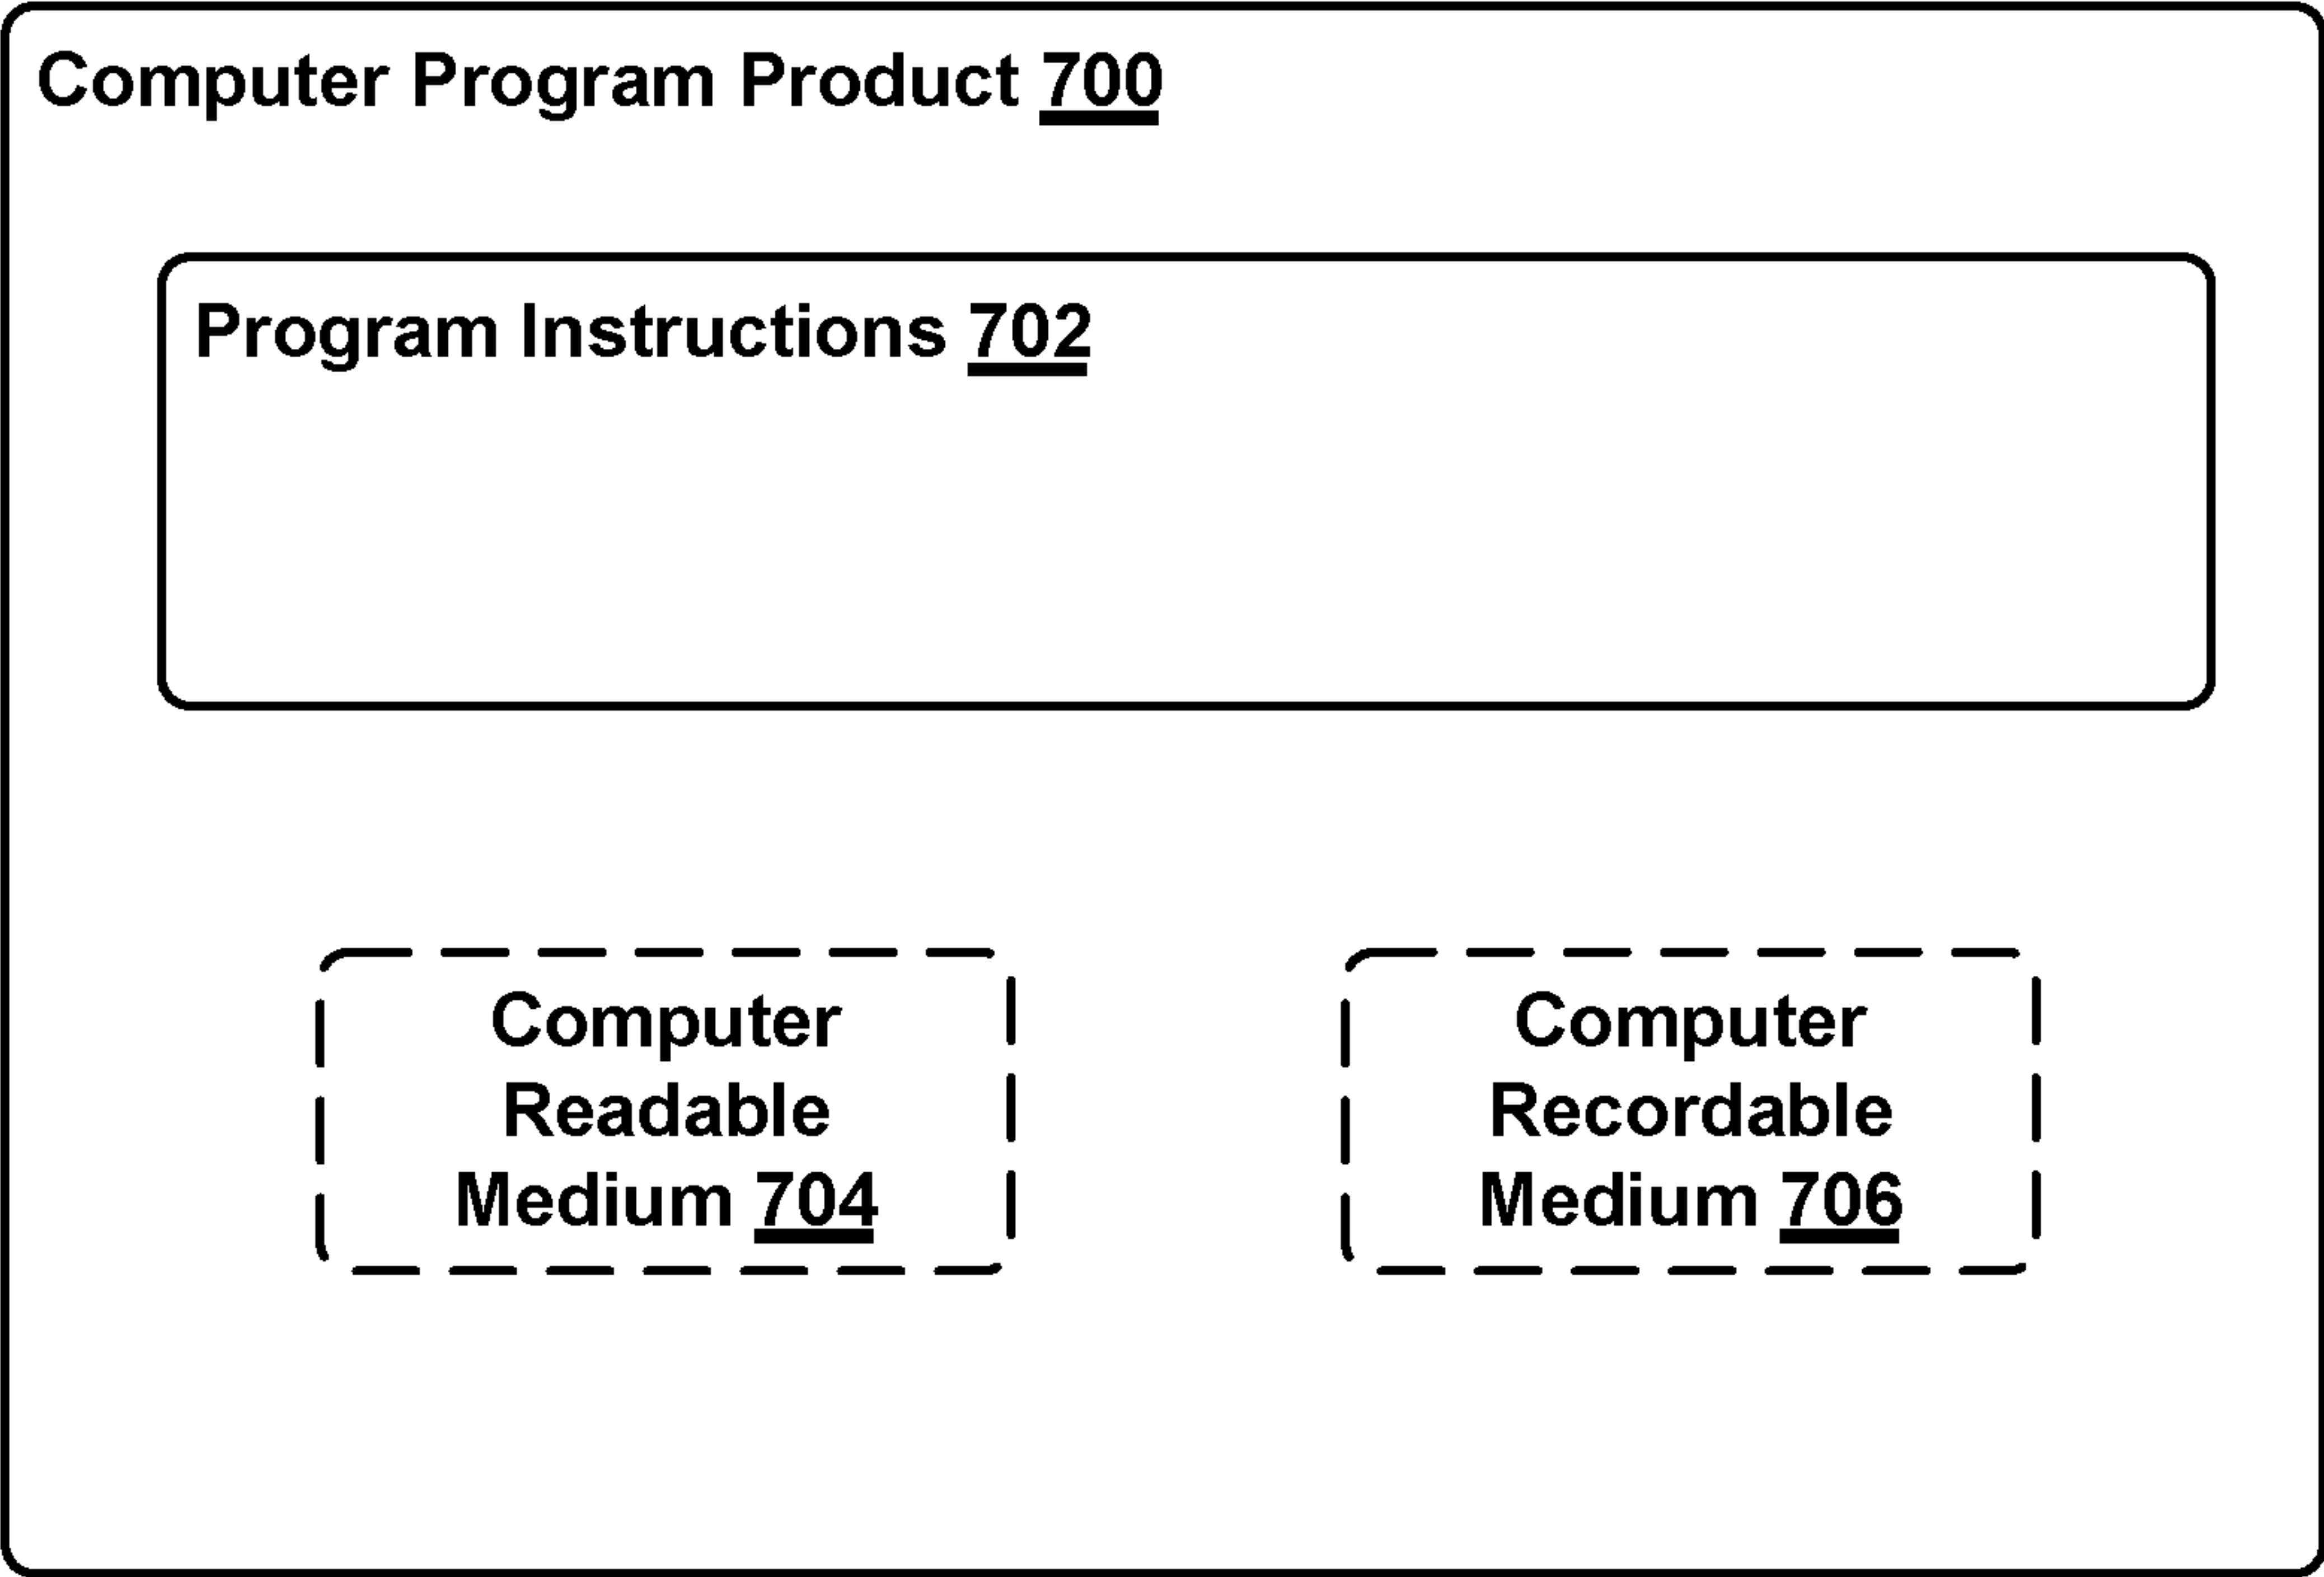 Computer Program Product 700
Program Instructions 702
Computer
Readable
Medium 704
Computer
Recordable
Medium 706